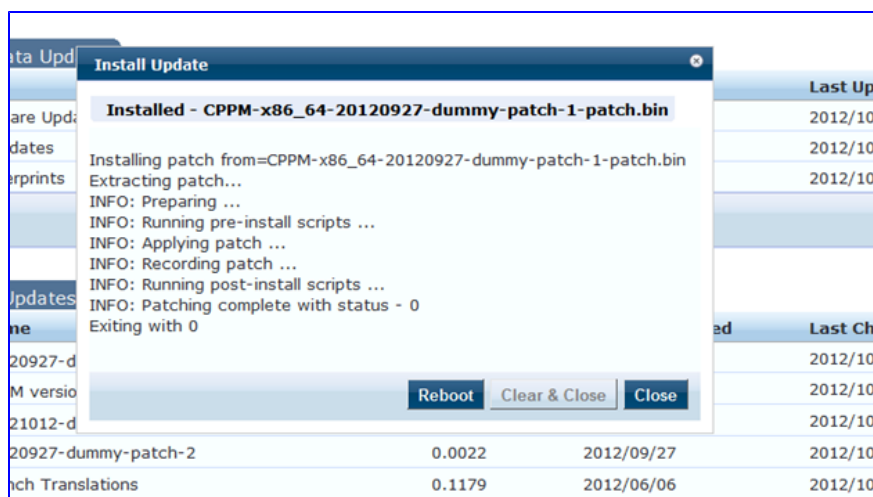 Install Update
Last Up
Installed - CPPM-x86_64-20120927-dummy-patch-1-patch.bin
2012/10
dates 2012/10
erprints 2012/10
Installing patch from=CPPM-x86_64-20120927-dummy-patch-1-patch.bin
Extracting patch...
INFO: Preparing ...
INFO: Running pre-install scripts ...
INFO: Applying patch ...
INFO: Recording patch ...
INFO: Running post-install scripts ...
INFO: Patching complete with status - 0
Exiting with 0
Updates
me ed Last Ch
20927-d 2012/10
Reboot Clear & Close Close
M versio 2012/10
21012-d 2012/10
20927-dummy-patch-2 0.0022 2012/09/27 2012/10
nch Translations 0.1179 2012/06/06 2012/10